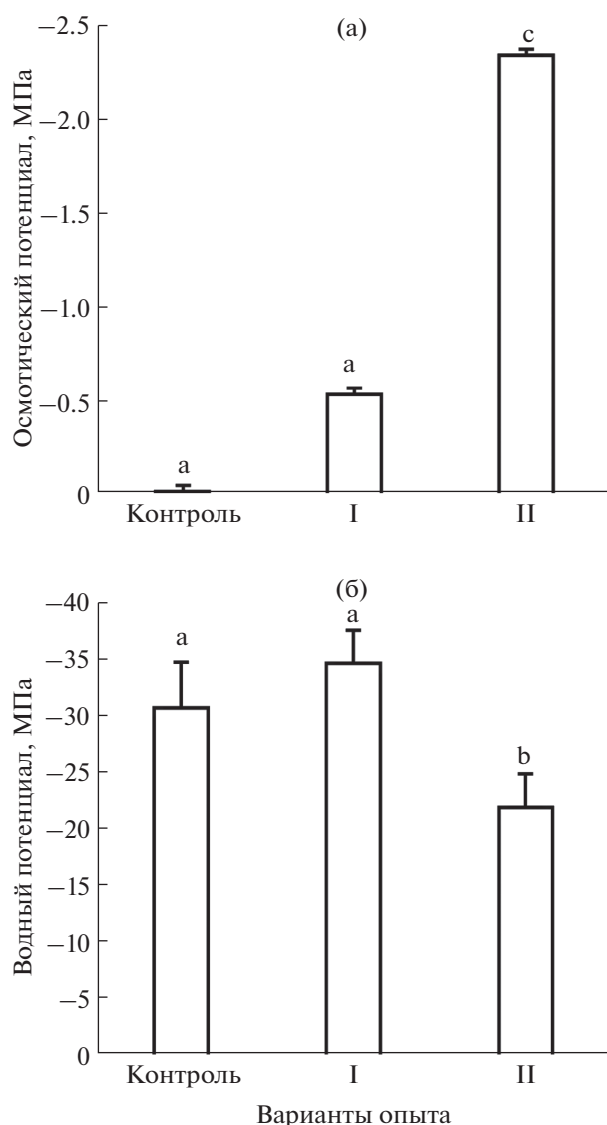 (а)
Осмотический потенциал, МПа
−2.5
−2.0
−1.5
−1.0
−0.5
0
a
a
c
Контроль
I
II
(б)
Водный потенциал, МПа
−40
−35
−30
−25
−20
−15
−10
−5
0
a
a
b
Контроль
I
II
Варианты опыта